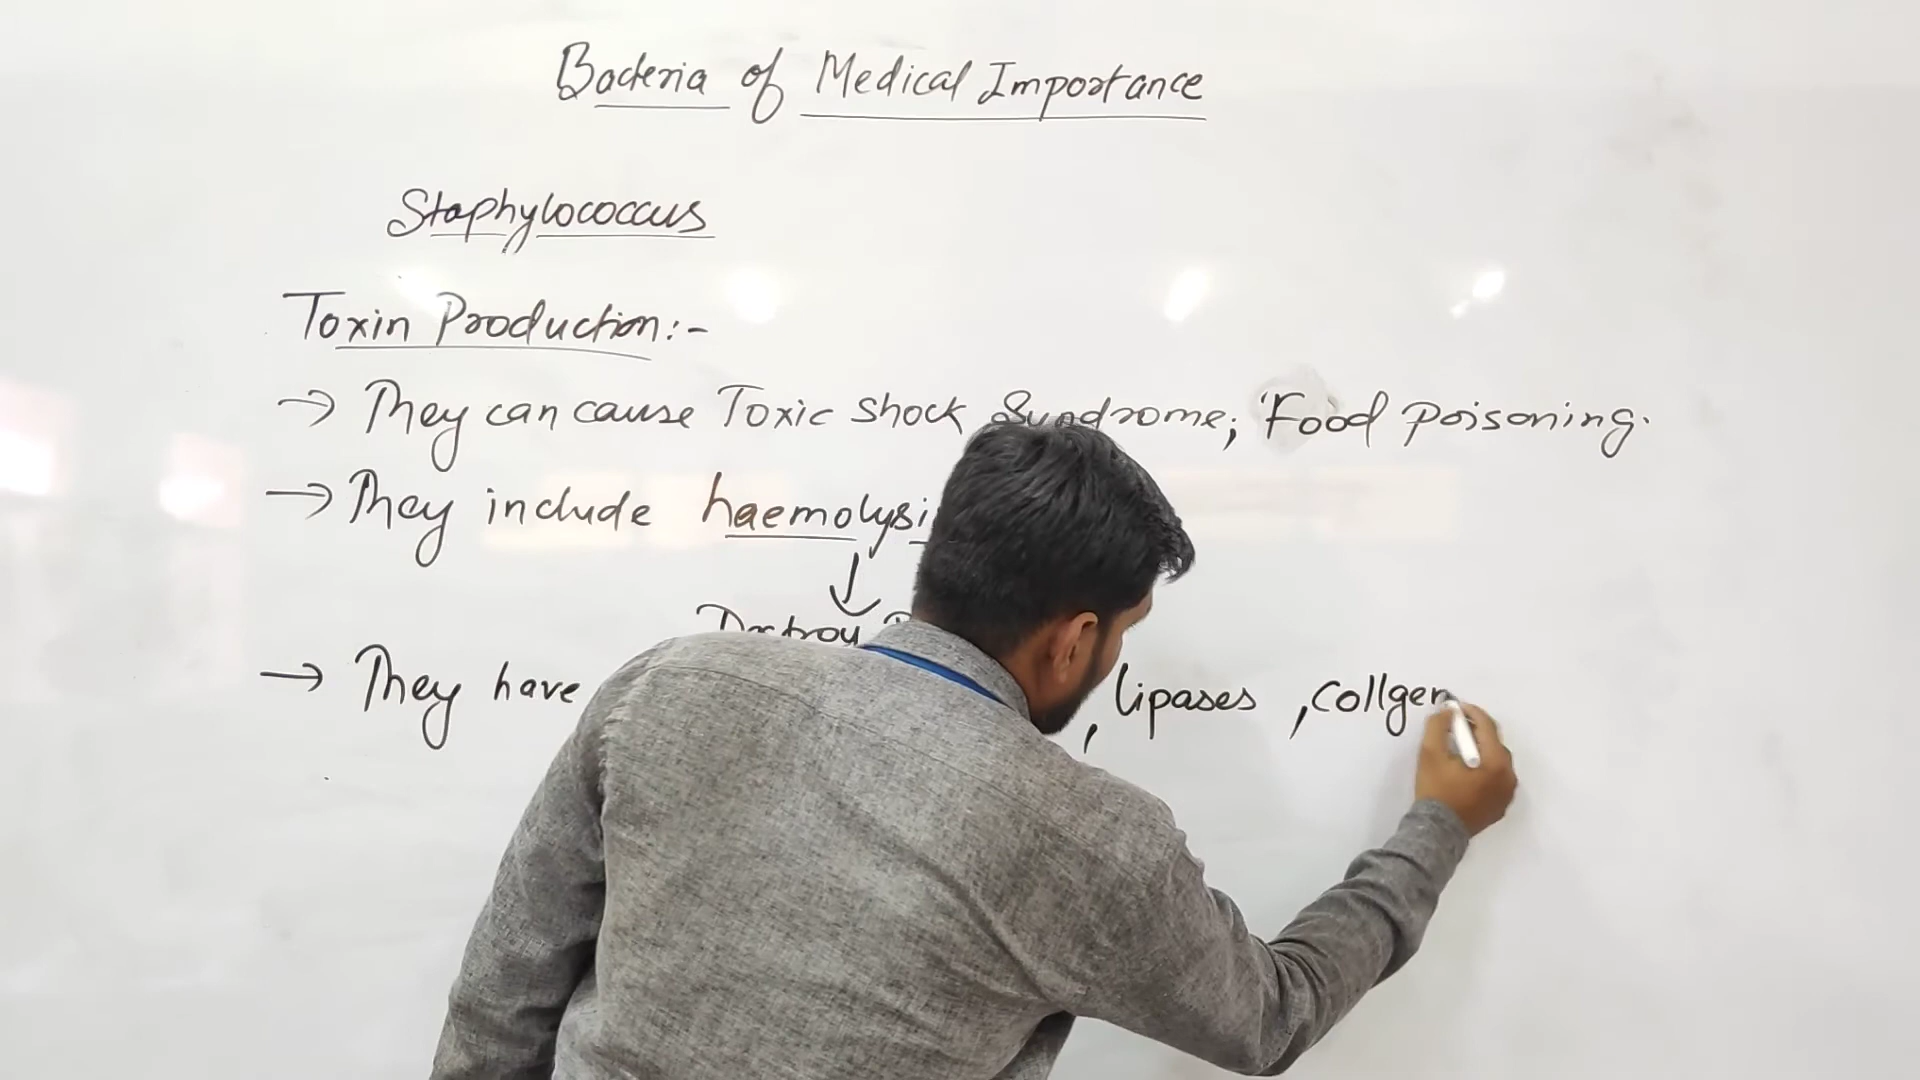 Bacteria of Medical Importance
Staphylococcus
Toxin Production:-
→ They can cause Toxic Shock Syndrome; Food poisoning.
→ They include
↓
Destroy
→ They have , lipases , collgen